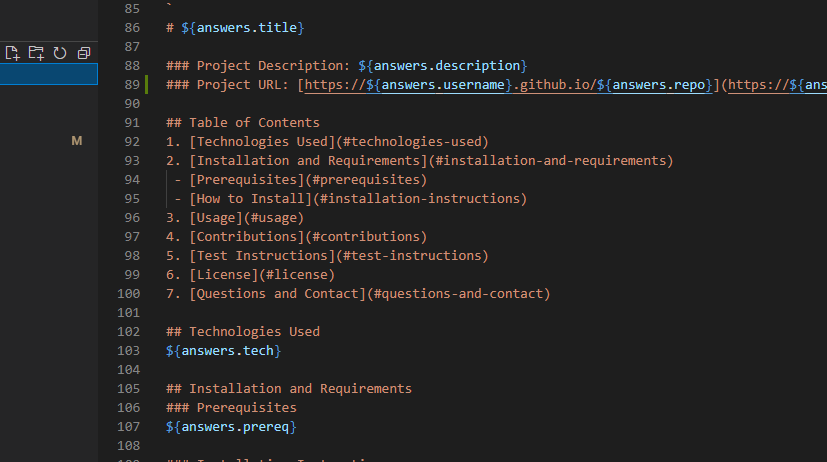 85 `
86 # ${answers.title}
87
88 ### Project Description: ${answers.description}
89 ### Project URL: [https://${answers.username}.github.io/${answers.repo}](https://${ans
90
91 ## Table of Contents
92 1. [Technologies Used](#technologies-used)
93 2. [Installation and Requirements](#installation-and-requirements)
M
94 - [Prerequisites](#prerequisites)
95 - [How to Install](#installation-instructions)
96 3. [Usage](#usage)
97 4. [Contributions](#contributions)
98 5. [Test Instructions](#test-instructions)
99 6. [License](#license)
100 7. [Questions and Contact](#questions-and-contact)
101
102 ## Technologies Used
103 ${answers.tech}
104
105 ## Installation and Requirements
106 ### Prerequisites
107 ${answers.prereq}
108